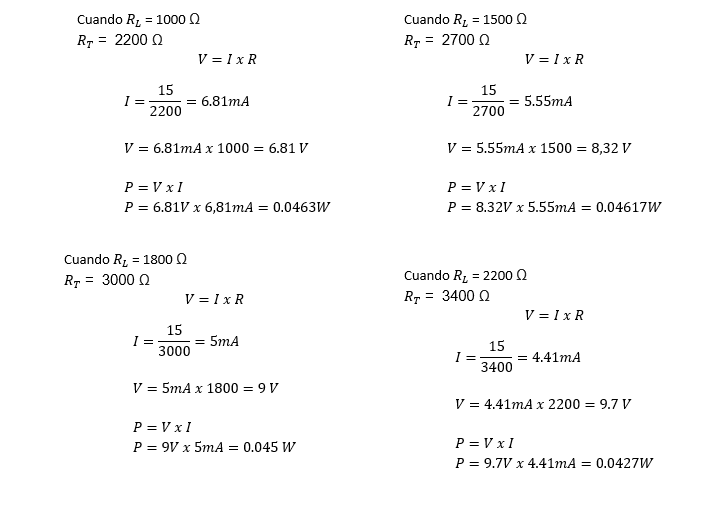 Cuando R_L = 1000 Ω
R_T = 2200 Ω
V = I x R
I = 15/2200 = 6.81mA
V = 6.81mA x 1000 = 6.81 V
P = V x I
P = 6.81V x 6,81mA = 0.0463W
Cuando R_L = 1500 Ω
R_T = 2700 Ω
V = I x R
I = 15/2700 = 5.55mA
V = 5.55mA x 1500 = 8,32 V
P = V x I
P = 8.32V x 5.55mA = 0.04617W
Cuando R_L = 1800 Ω
R_T = 3000 Ω
V = I x R
I = 15/3000 = 5mA
V = 5mA x 1800 = 9 V
P = V x I
P = 9V x 5mA = 0.045 W
Cuando R_L = 2200 Ω
R_T = 3400 Ω
V = I x R
I = 15/3400 = 4.41mA
V = 4.41mA x 2200 = 9.7 V
P = V x I
P = 9.7V x 4.41mA = 0.0427W